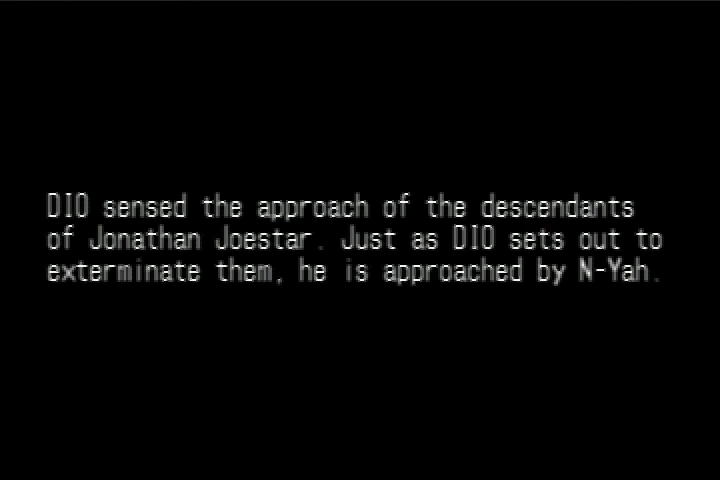 DIO sensed the approach of the descendants
of Jonathan Joestar. Just as DIO sets out to
exterminate them, he is approached by N-Yah.